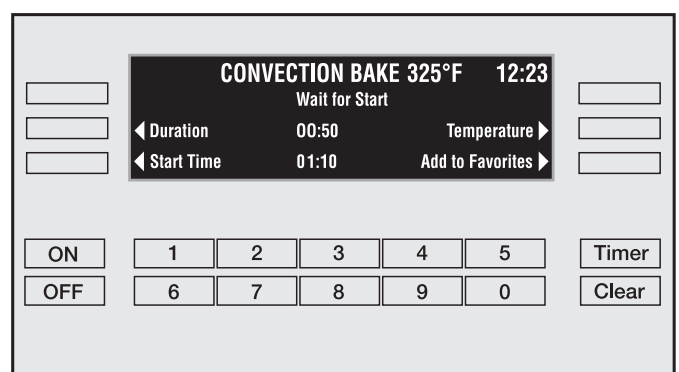 CONVECTION BAKE 325°F 12:23
Wait for Start
Duration 00:50 Temperature
Start Time 01:10 Add to Favorites
ON 1 2 3 4 5 Timer
OFF 6 7 8 9 0 Clear